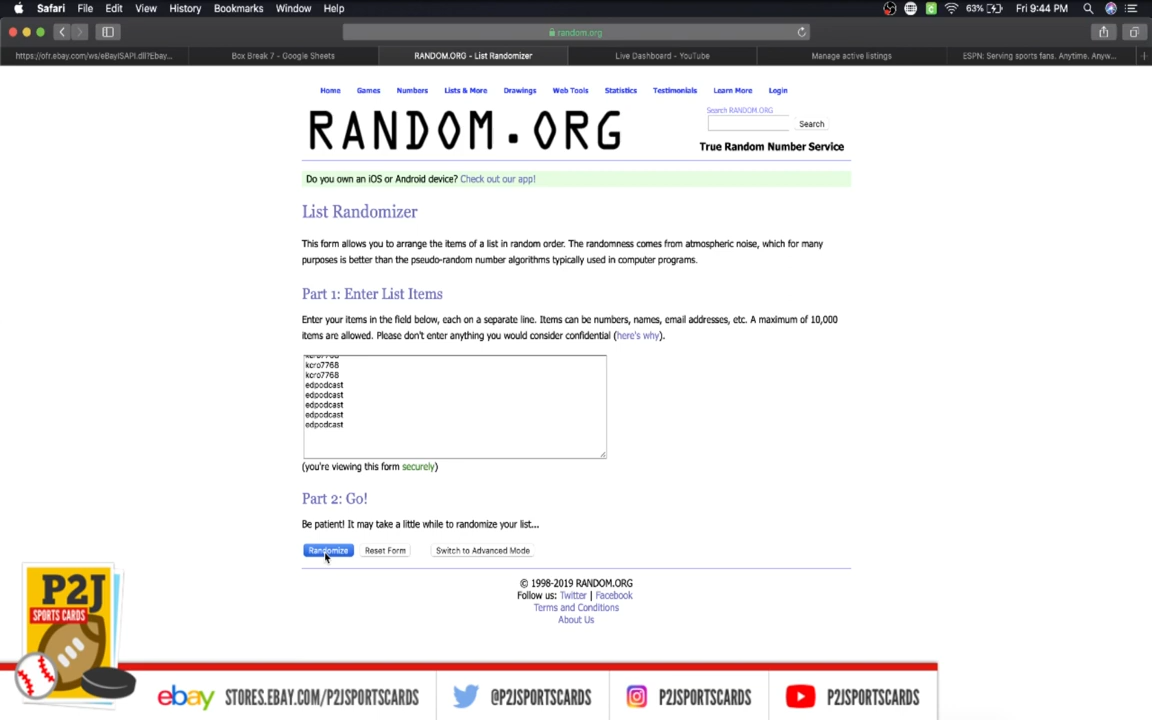 Safari File Edit View History Bookmarks Window Help 63% Fri 9:44 PM
random.org
https://ofr.ebay.com/ws/eBayISAPI.dll?Ebay... Box Break 7 - Google Sheets RANDOM.ORG - List Randomizer Live Dashboard - YouTube Manage active listings ESPN: Serving sports fans. Anytime. Anyw...
Home Games Numbers Lists & More Drawings Web Tools Statistics Testimonials Learn More Login
RANDOM.ORG
Search RANDOM.ORG
Search
True Random Number Service
Do you own an iOS or Android device? Check out our app!
List Randomizer
This form allows you to arrange the items of a list in random order. The randomness comes from atmospheric noise, which for many
purposes is better than the pseudo-random number algorithms typically used in computer programs.
Part 1: Enter List Items
Enter your items in the field below, each on a separate line. Items can be numbers, names, email addresses, etc. A maximum of 10,000
items are allowed. Please don't enter anything you would consider confidential (here's why).
kcro7768
kcro7768
kcro7768
edpodcast
edpodcast
edpodcast
edpodcast
edpodcast
(you're viewing this form securely)
Part 2: Go!
Be patient! It may take a little while to randomize your list...
Randomize Reset Form Switch to Advanced Mode
© 1998-2019 RANDOM.ORG
Follow us: Twitter | Facebook
Terms and Conditions
About Us
P2J
SPORTS CARDS
ebay STORES.EBAY.COM/P2JSPORTSCARDS @P2JSPORTSCARDS P2JSPORTSCARDS P2JSPORTSCARDS